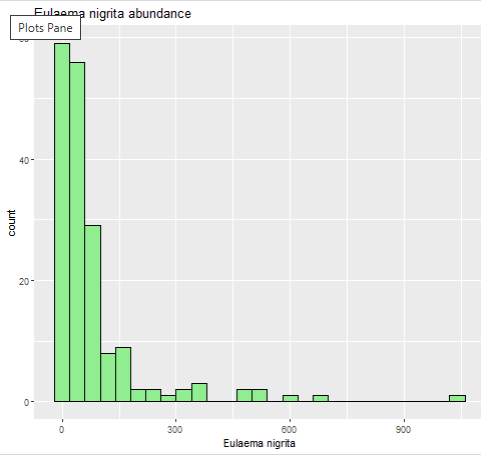 Eulaema nigrita abundance
Plots Pane
40
20
0
count
0 300 600 900
Eulaema nigrita